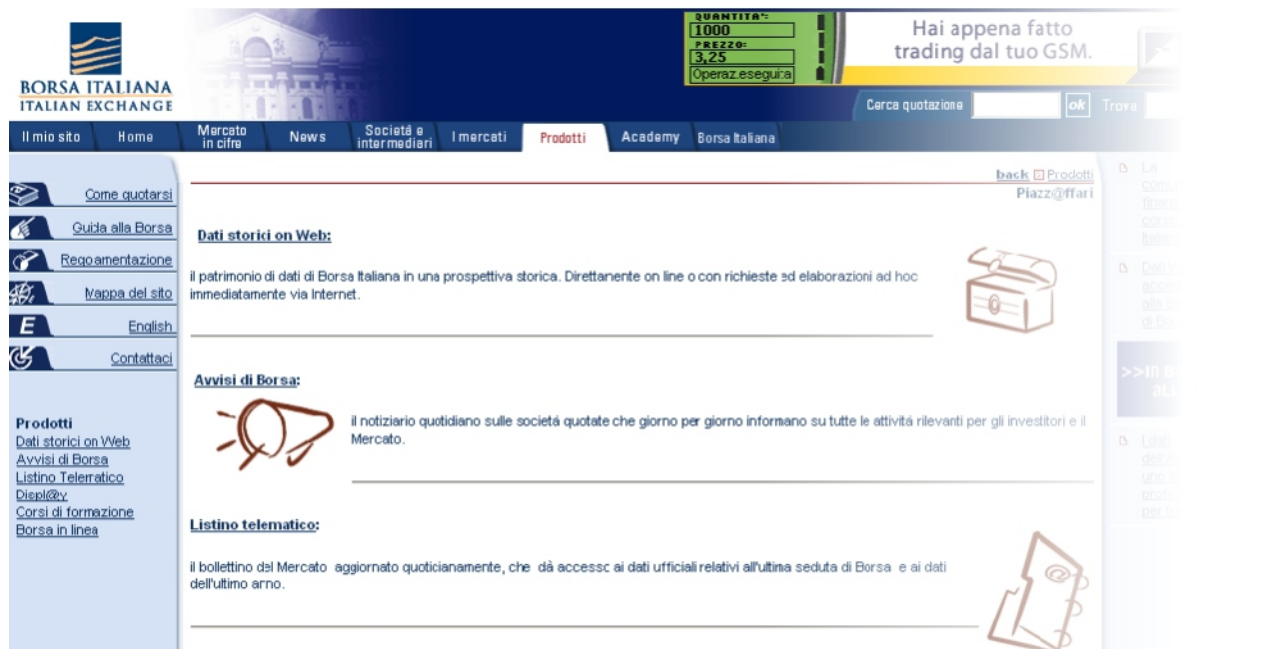 QUANTITA':
1000
PREZZO:
3,25
Operaz.eseguita
Hai appena fatto
trading dal tuo GSM.
BORSA ITALIANA
ITALIAN EXCHANGE
Cerca quotazione ok Trova
Il mio sito Home Mercato in cifre News Societá e intermediari I mercati Prodotti Academy Borsa Italiana
back Prodotti
Piazz@ffari
Come quotarsi
Guida alla Borsa
Regoamentazione
Mappa del sito
E English
Contattaci
Prodotti
Dati storici on Web
Avvisi di Borsa
Listino Telematico
Displ@y
Corsi di formazione
Borsa in linea
Dati storici on Web:
il patrimonio di dati di Borsa Italiana in una prospettiva storica. Direttamente on line o con richieste ed elaborazioni ad hoc
immediatamente via Internet.
Avvisi di Borsa:
il notiziario quotidiano sulle societá quotate che giorno per giorno informano su tutte le attivitá rilevanti per gli investitori e il
Mercato.
Listino telematico:
il bollettino del Mercato aggiornato quoticianamente, che dà accesso ai dati ufficiali relativi all'ultima seduta di Borsa e ai dati
dell'ultimo anno.
@
La